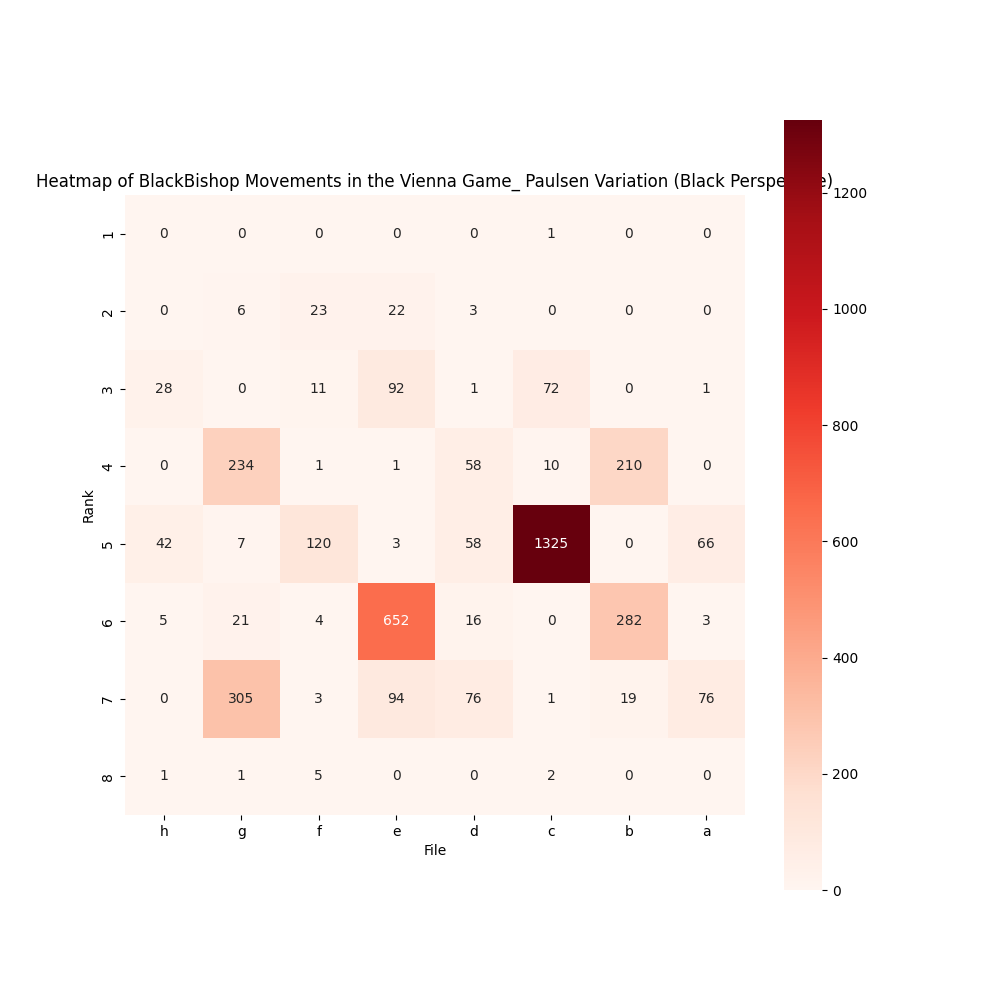 Heatmap of BlackBishop Movements in the Vienna Game_ Paulsen Variation (Black Perspe    e)
1200
1 0 0 0 0 0 1 0 0
1000
2 0 6 23 22 3 0 0 0
3 28 0 11 92 1 72 0 1
800
4 0 234 1 1 58 10 210 0
Rank
600
5 42 7 120 3 58 1325 0 66
6 5 21 4 652 16 0 282 3
400
7 0 305 3 94 76 1 19 76
200
8 1 1 5 0 0 2 0 0
h g f e d c b a
File
0